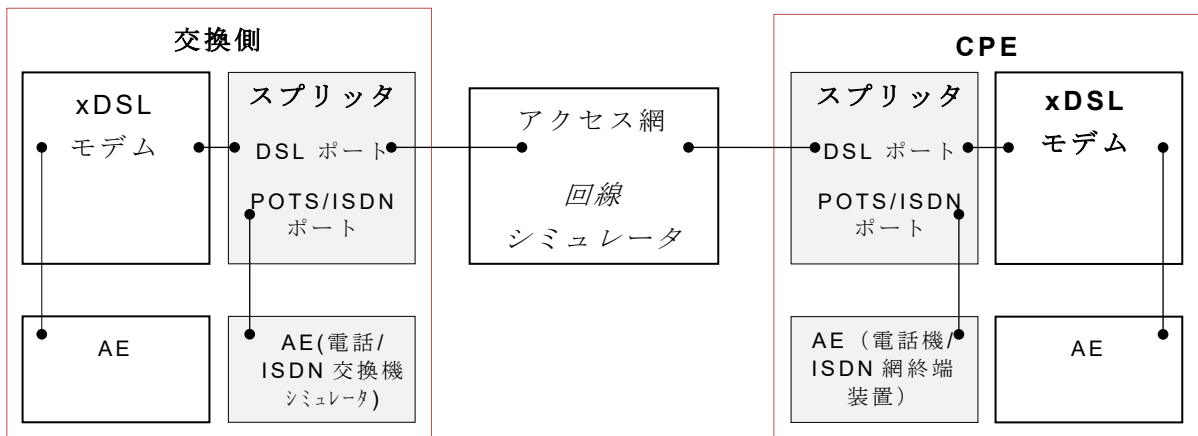 交換側
xDSL
モデム
スプリッタ
DSL ポート
POTS/ISDN
ポート
AE
AE(電話/
ISDN 交換機
シミュレータ)
アクセス網
回線
シミュレータ
CPE
スプリッタ
DSL ポート
POTS/ISDN
ポート
xDSL
モデム
AE（電話機/
ISDN 網終端
装置）
AE